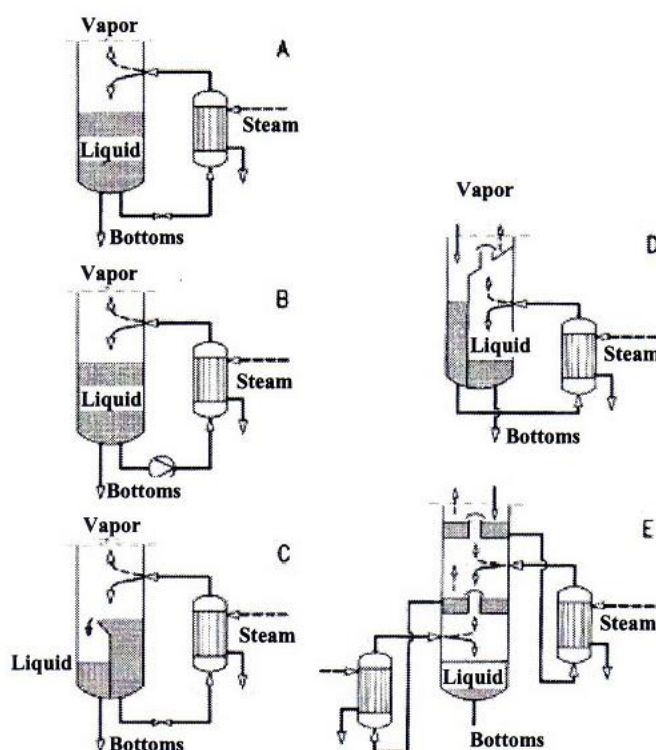 Vapor
A
Steam
Liquid
Bottoms
Vapor
B
Steam
Liquid
Bottoms
Vapor
C
Steam
Liquid
Bottoms
Vapor
D
Liquid
Steam
Bottoms
E
Steam
Liquid
Bottoms